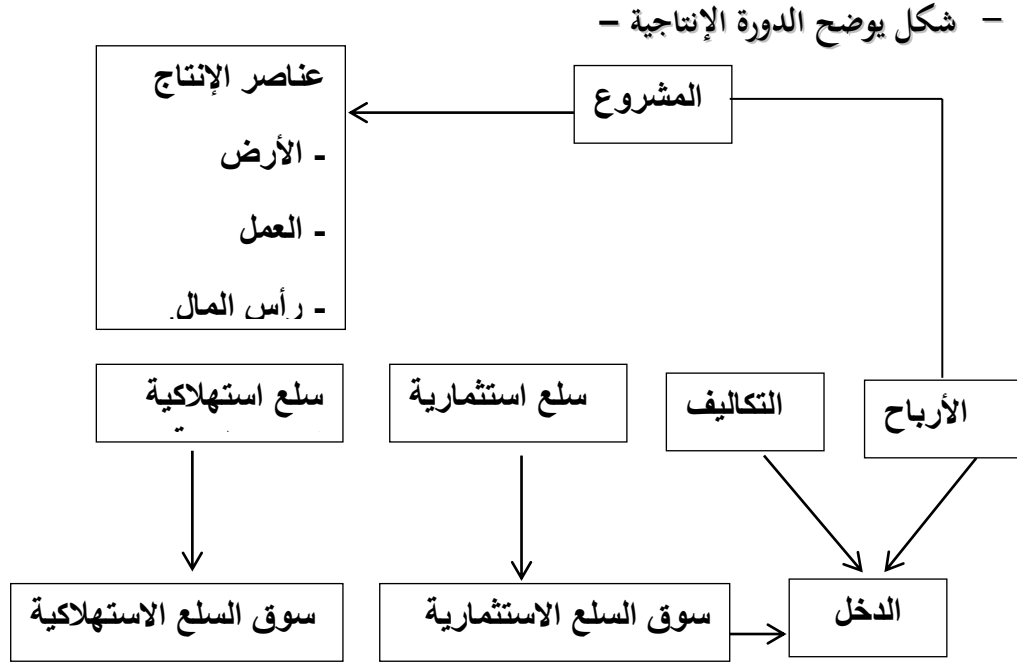 – شكل يوضح الدورة الإنتاجية –
المشروع
عناصر الإنتاج
- الأرض
- العمل
- رأس المال
الأرباح
التكاليف
سلع استثمارية
سلع استهلاكية
الدخل
سوق السلع الاستثمارية
سوق السلع الاستهلاكية